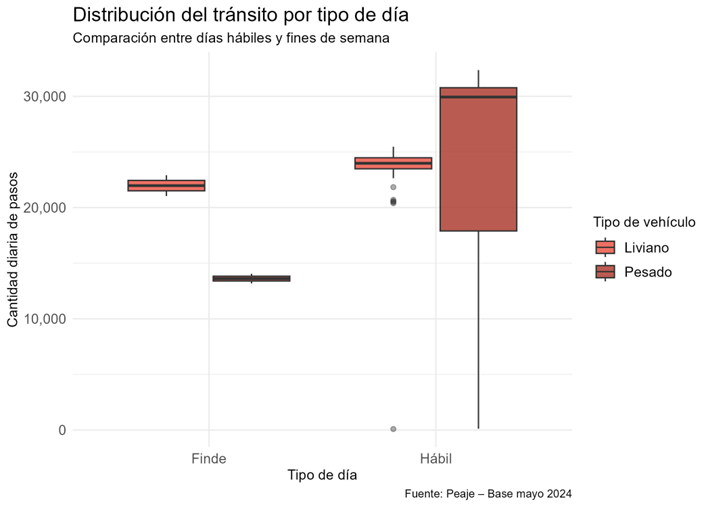 Distribución del tránsito por tipo de día
Comparación entre días hábiles y fines de semana
Cantidad diaria de pasos
30,000
20,000
10,000
0
Finde
Hábil
Tipo de día
Tipo de vehículo
Liviano
Pesado
Fuente: Peaje – Base mayo 2024